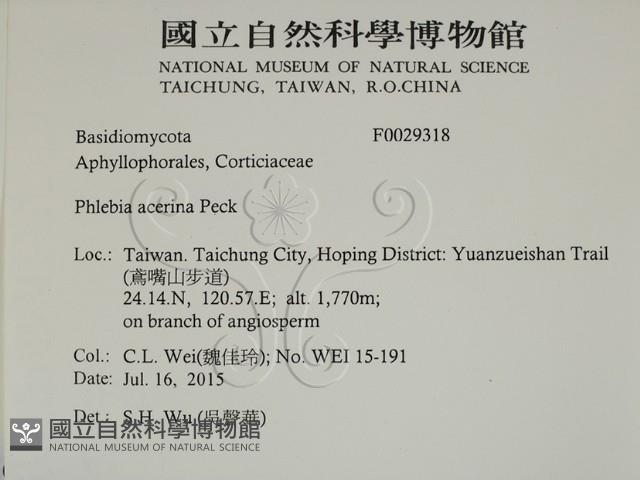 國立自然科學博物館
NATIONAL MUSEUM OF NATURAL SCIENCE
TAICHUNG, TAIWAN, R.O.CHINA
Basidiomycota F0029318
Aphyllophorales, Corticiaceae
Phlebia acerina Peck
Loc.: Taiwan. Taichung City, Hoping District: Yuanzueishan Trail
(鳶嘴山步道)
24.14.N, 120.57.E; alt. 1,770m;
on branch of angiosperm
Col.: C.L. Wei(魏佳玲); No. WEI 15-191
Date: Jul. 16, 2015
Det.: S.H. Wu (吳聲華)
國立自然科學博物館
NATIONAL MUSEUM OF NATURAL SCIENCE